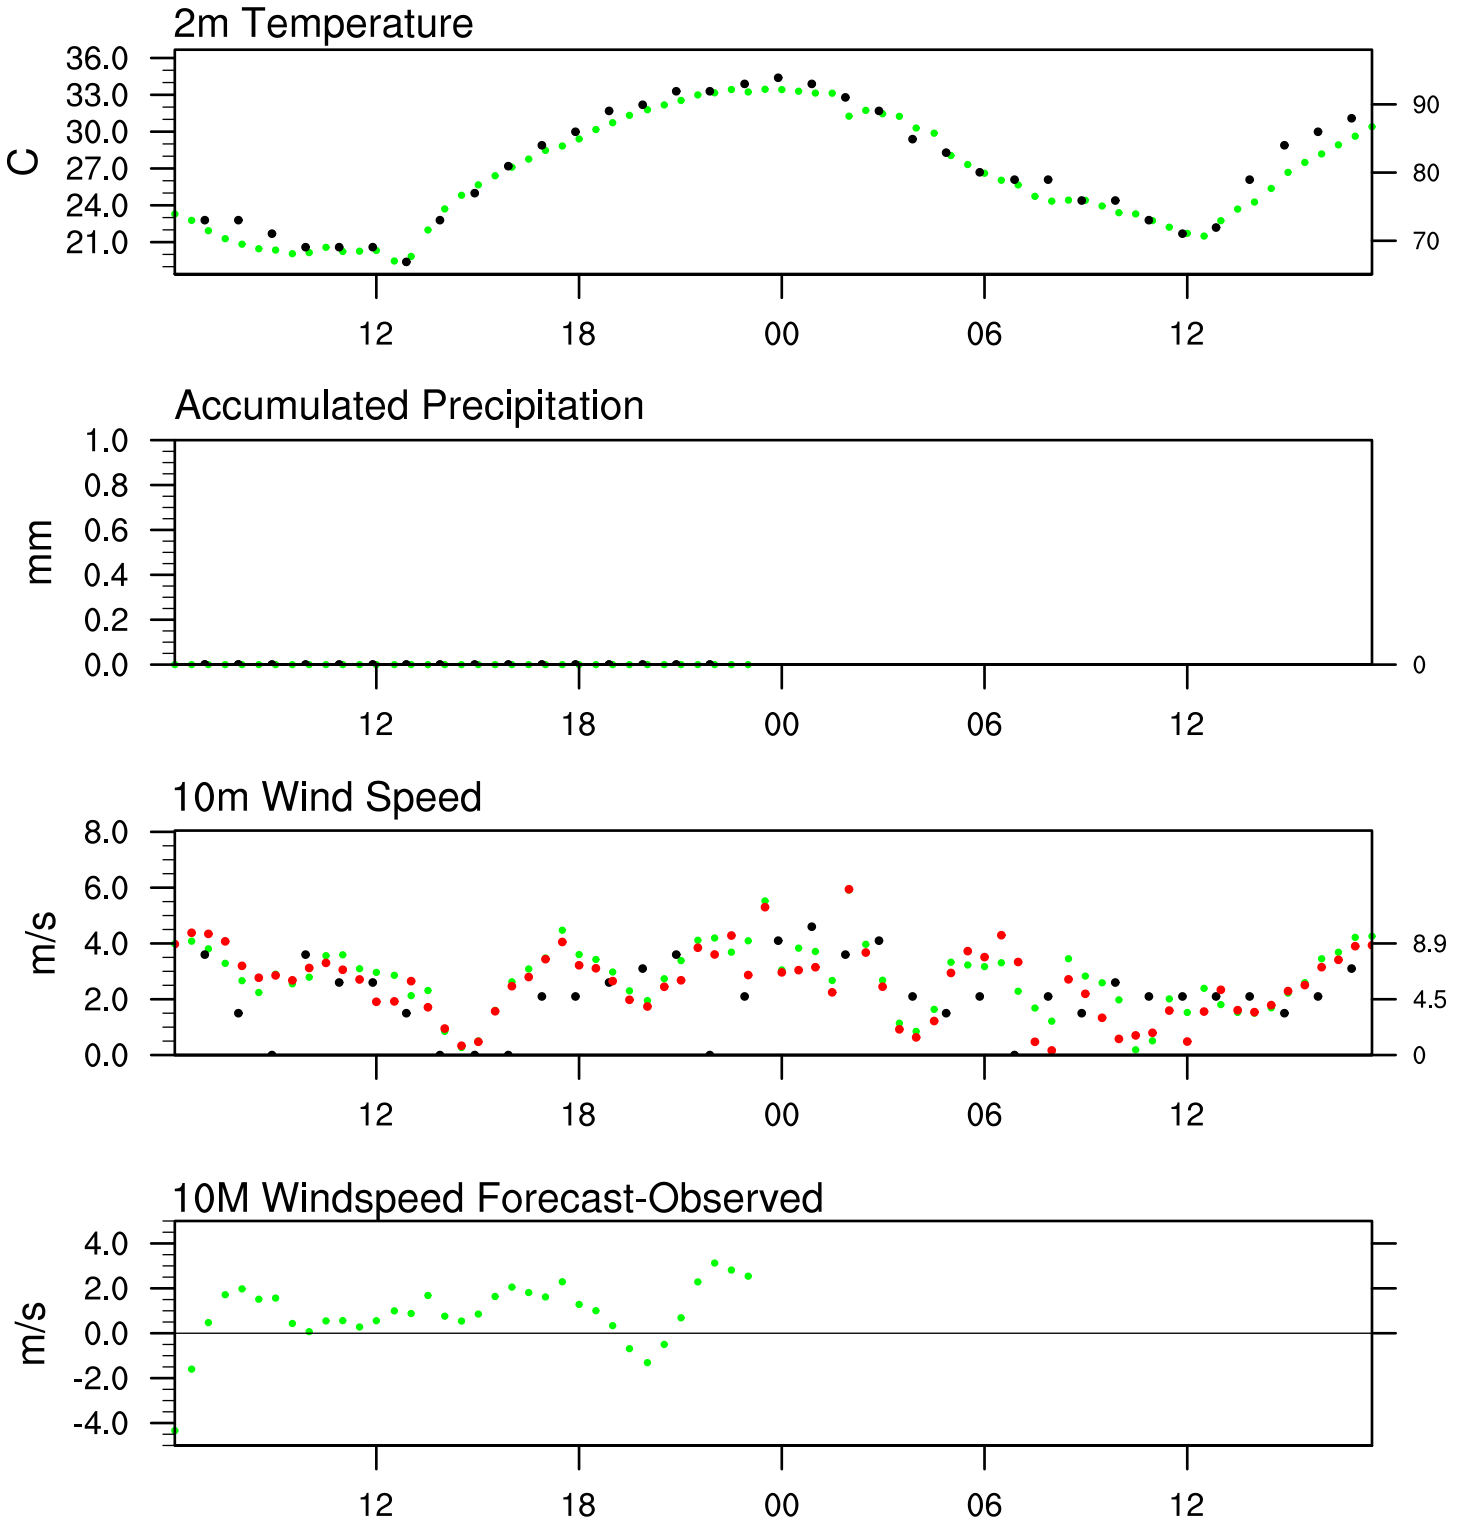 2m Temperature
36.0
33.0
30.0
27.0
24.0
21.0
C
90
80
70
12 18 00 06 12
Accumulated Precipitation
1.0
0.8
0.6
0.4
0.2
0.0
mm
0
12 18 00 06 12
10m Wind Speed
8.0
6.0
4.0
2.0
0.0
m/s
8.9
4.5
0
12 18 00 06 12
10M Windspeed Forecast-Observed
4.0
2.0
0.0
-2.0
-4.0
m/s
12 18 00 06 12